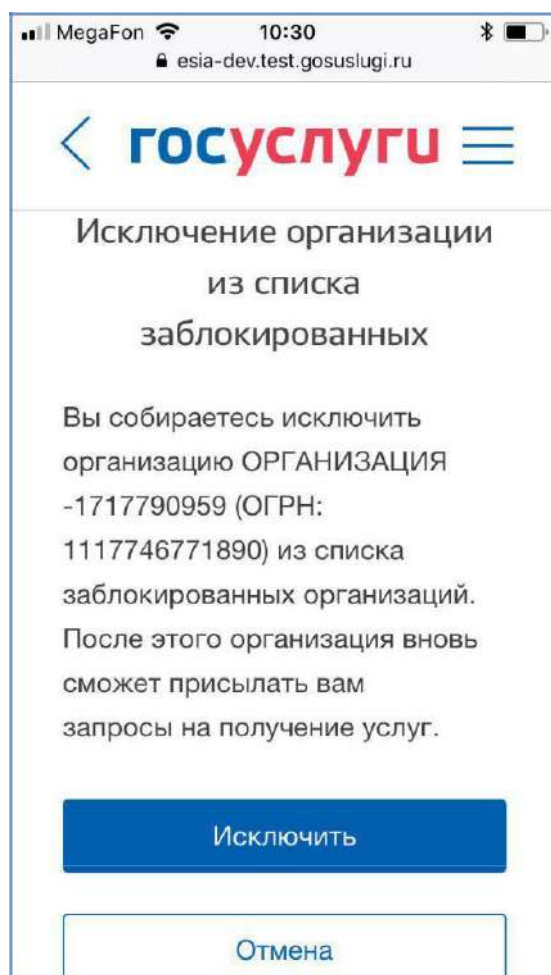 MegaFon 10:30
esia-dev.test.gosuslugi.ru
госуслуги
Исключение организации
из списка
заблокированных
Вы собираетесь исключить
организацию ОРГАНИЗАЦИЯ
-1717790959 (ОГРН:
1117746771890) из списка
заблокированных организаций.
После этого организация вновь
сможет присылать вам
запросы на получение услуг.
Исключить
Отмена